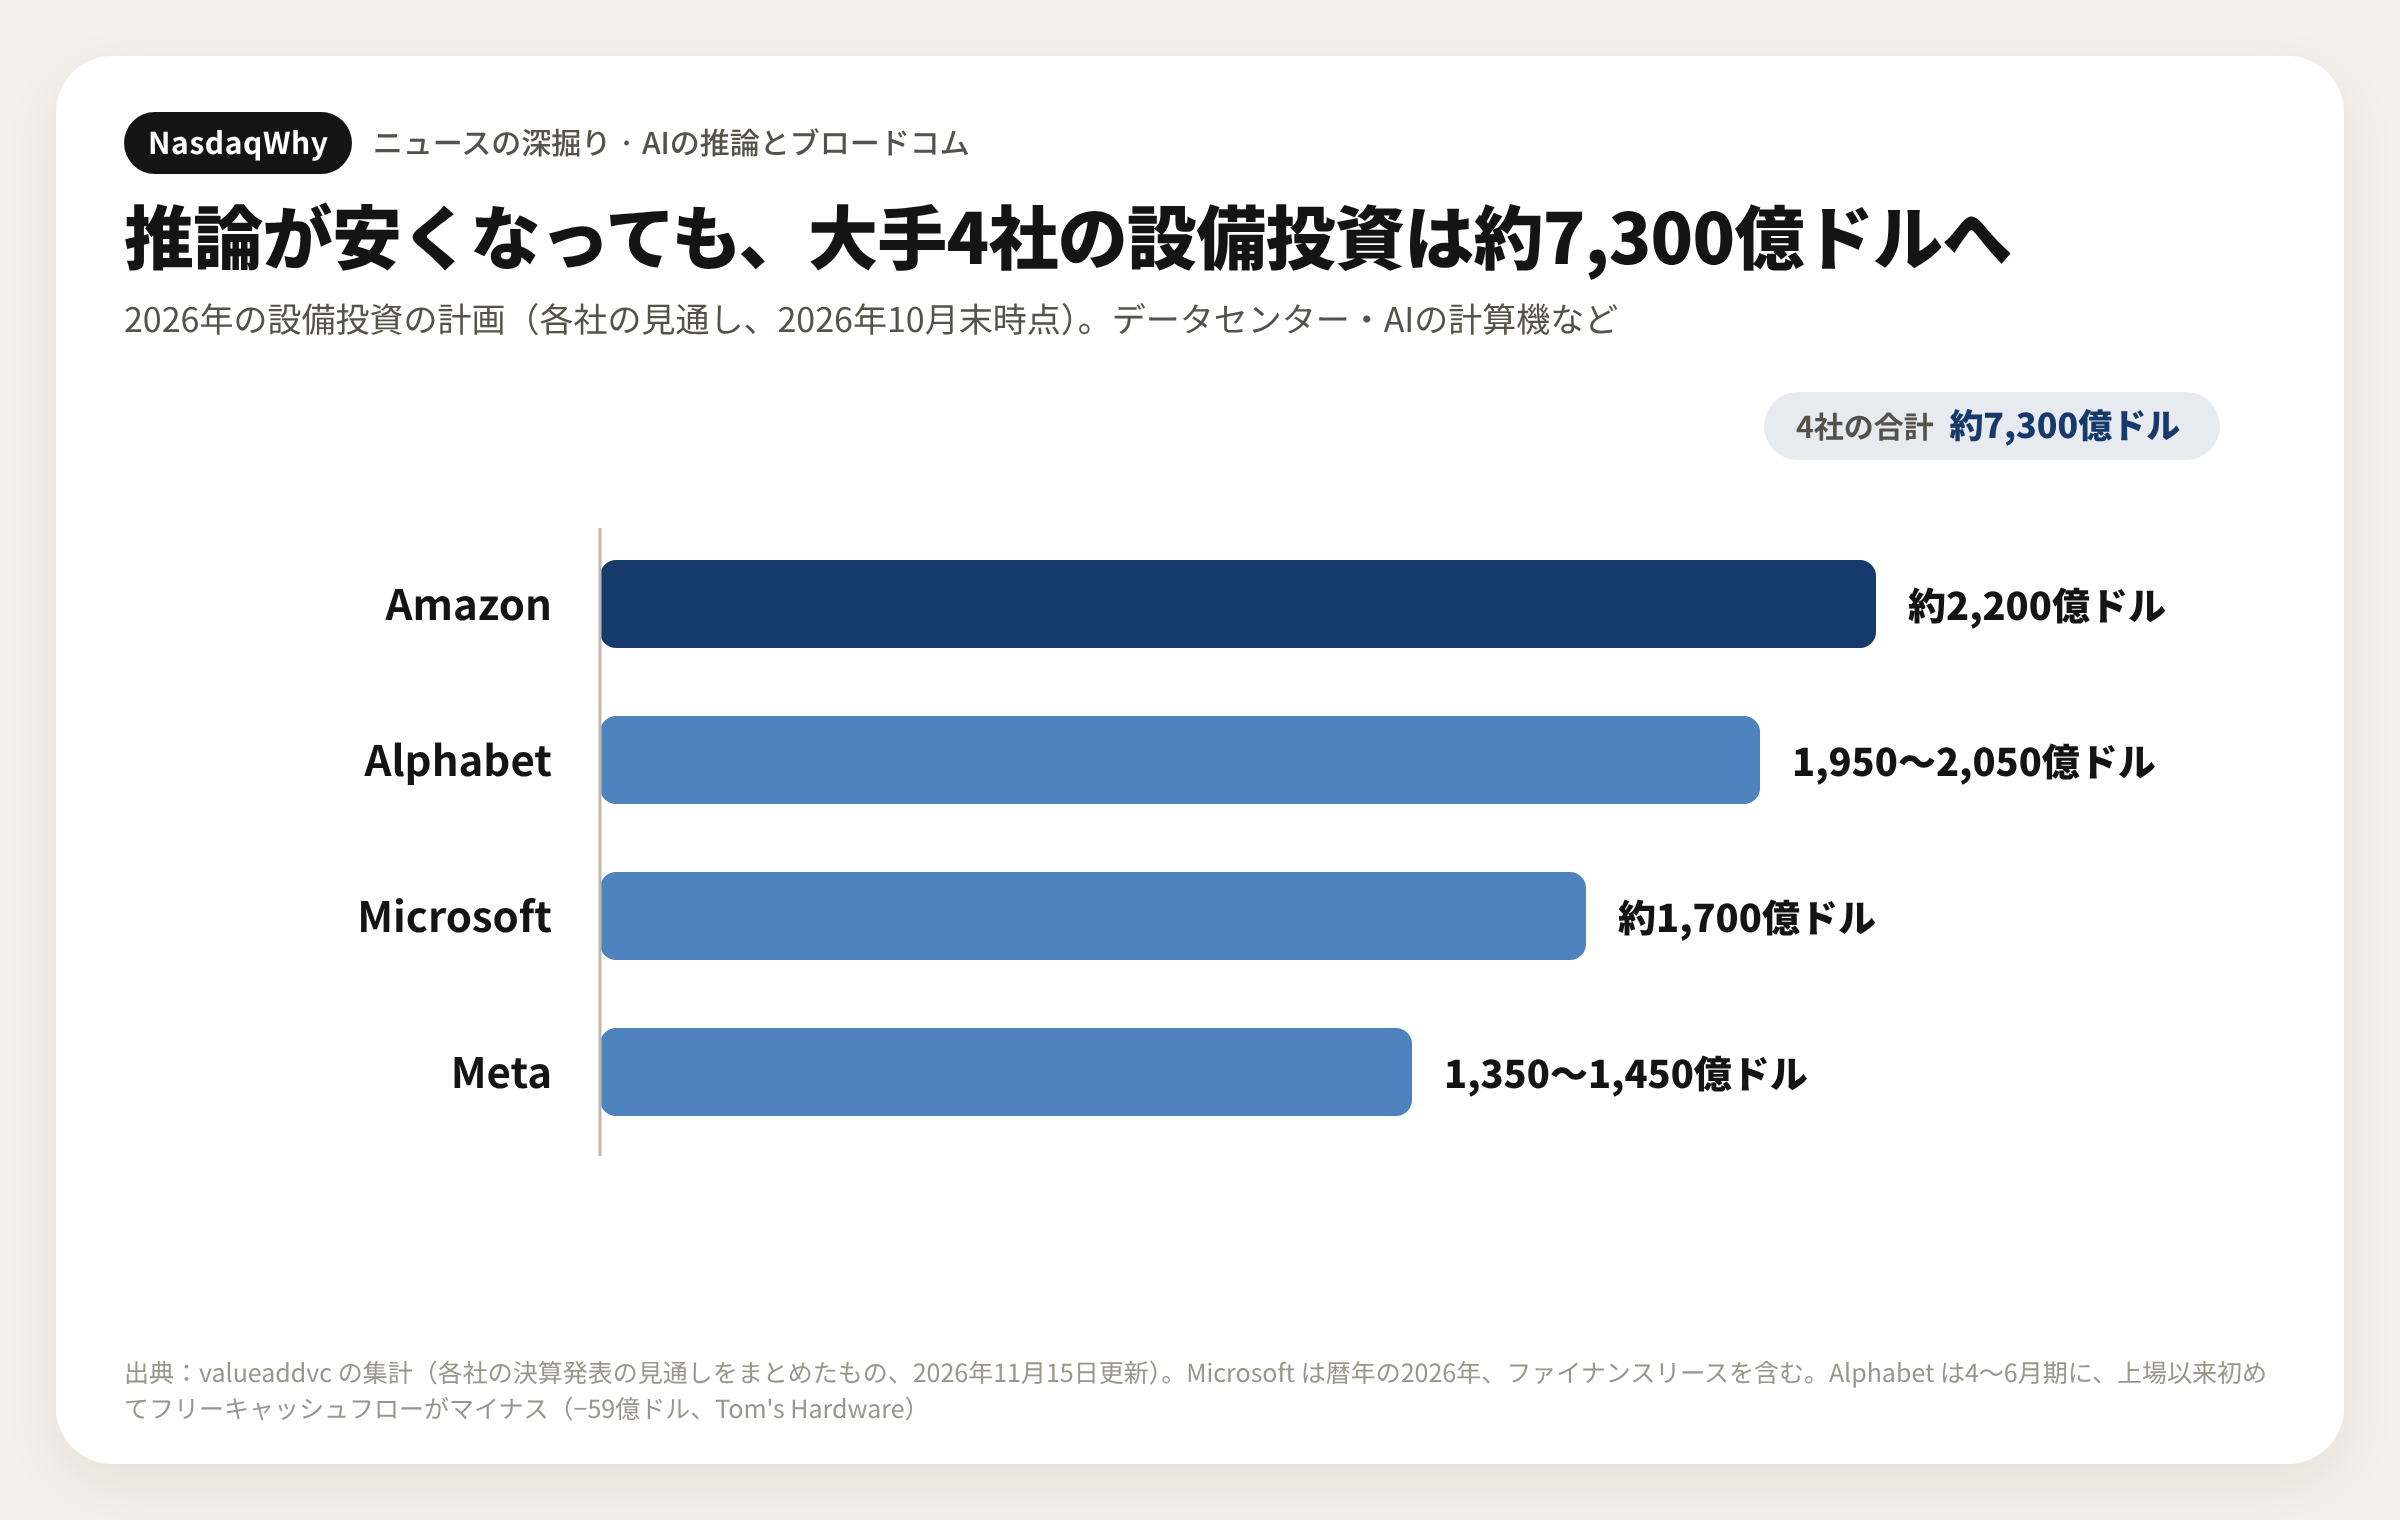 NasdaqWhy ニュースの深掘り · AIの推論とブロードコム
推論が安くなっても、大手4社の設備投資は約7,300億ドルへ
2026年の設備投資の計画（各社の見通し、2026年10月末時点）。データセンター・AIの計算機など
4社の合計 約7,300億ドル
Amazon 約2,200億ドル
Alphabet 1,950〜2,050億ドル
Microsoft 約1,700億ドル
Meta 1,350〜1,450億ドル
出典：valueaddvc の集計（各社の決算発表の見通しをまとめたもの、2026年11月15日更新）。Microsoft は暦年の2026年、ファイナンスリースを含む。Alphabet は4〜6月期に、上場以来初め
てフリーキャッシュフローがマイナス（−59億ドル、Tom's Hardware）